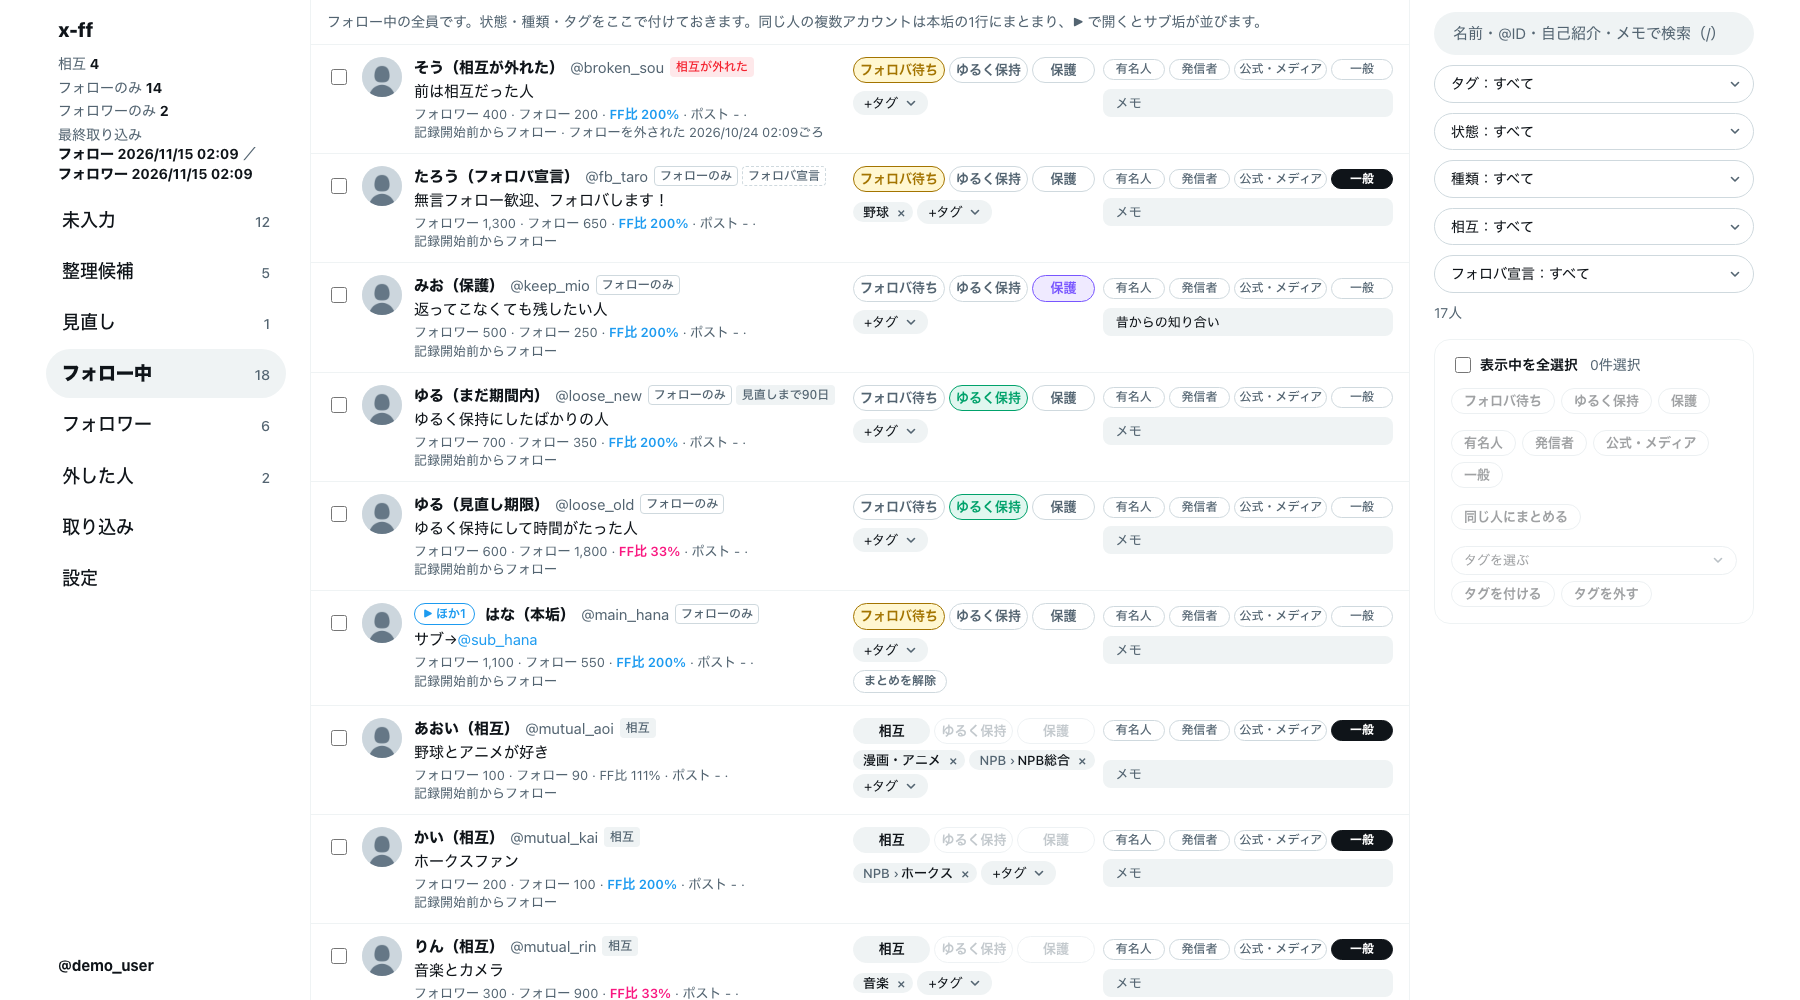 x-ff
相互 4
フォローのみ 14
フォロワーのみ 2
最終取り込み
フォロー 2026/11/15 02:09 ／
フォロワー 2026/11/15 02:09
未入力 12
整理候補 5
見直し 1
フォロー中 18
フォロワー 6
外した人 2
取り込み
設定
@demo_user
フォロー中の全員です。状態・種類・タグをここで付けておきます。同じ人の複数アカウントは本垢の1行にまとまり、▶ で開くとサブ垢が並びます。
そう（相互が外れた） @broken_sou 相互が外れた
前は相互だった人
フォロワー 400 · フォロー 200 · FF比 200% · ポスト - ·
記録開始前からフォロー · フォローを外された 2026/10/24 02:09ごろ
フォロバ待ち ゆるく保持 保護 有名人 発信者 公式・メディア 一般
+タグ メモ
たろう（フォロバ宣言） @fb_taro フォローのみ フォロバ宣言
無言フォロー歓迎、フォロバします！
フォロワー 1,300 · フォロー 650 · FF比 200% · ポスト - ·
記録開始前からフォロー
フォロバ待ち ゆるく保持 保護 有名人 発信者 公式・メディア 一般
野球 × +タグ メモ
みお（保護） @keep_mio フォローのみ
返ってこなくても残したい人
フォロワー 500 · フォロー 250 · FF比 200% · ポスト - ·
記録開始前からフォロー
フォロバ待ち ゆるく保持 保護 有名人 発信者 公式・メディア 一般
+タグ 昔からの知り合い
ゆる（まだ期間内） @loose_new フォローのみ 見直しまで90日
ゆるく保持にしたばかりの人
フォロワー 700 · フォロー 350 · FF比 200% · ポスト - ·
記録開始前からフォロー
フォロバ待ち ゆるく保持 保護 有名人 発信者 公式・メディア 一般
+タグ メモ
ゆる（見直し期限） @loose_old フォローのみ
ゆるく保持にして時間がたった人
フォロワー 600 · フォロー 1,800 · FF比 33% · ポスト - ·
記録開始前からフォロー
フォロバ待ち ゆるく保持 保護 有名人 発信者 公式・メディア 一般
+タグ メモ
▶ ほか1 はな（本垢） @main_hana フォローのみ
サブ→@sub_hana
フォロワー 1,100 · フォロー 550 · FF比 200% · ポスト - ·
記録開始前からフォロー
フォロバ待ち ゆるく保持 保護 有名人 発信者 公式・メディア 一般
+タグ メモ
まとめを解除
あおい（相互） @mutual_aoi 相互
野球とアニメが好き
フォロワー 100 · フォロー 90 · FF比 111% · ポスト - ·
記録開始前からフォロー
相互 ゆるく保持 保護 有名人 発信者 公式・メディア 一般
漫画・アニメ × NPB › NPB総合 × メモ
+タグ
かい（相互） @mutual_kai 相互
ホークスファン
フォロワー 200 · フォロー 100 · FF比 200% · ポスト - ·
記録開始前からフォロー
相互 ゆるく保持 保護 有名人 発信者 公式・メディア 一般
NPB › ホークス × +タグ メモ
りん（相互） @mutual_rin 相互
音楽とカメラ
フォロワー 300 · フォロー 900 · FF比 33% · ポスト - ·
相互 ゆるく保持 保護 有名人 発信者 公式・メディア 一般
音楽 × +タグ メモ
名前・@ID・自己紹介・メモで検索（/）
タグ：すべて
状態：すべて
種類：すべて
相互：すべて
フォロバ宣言：すべて
17人
表示中を全選択 0件選択
フォロバ待ち ゆるく保持 保護
有名人 発信者 公式・メディア
一般
同じ人にまとめる
タグを選ぶ
タグを付ける タグを外す